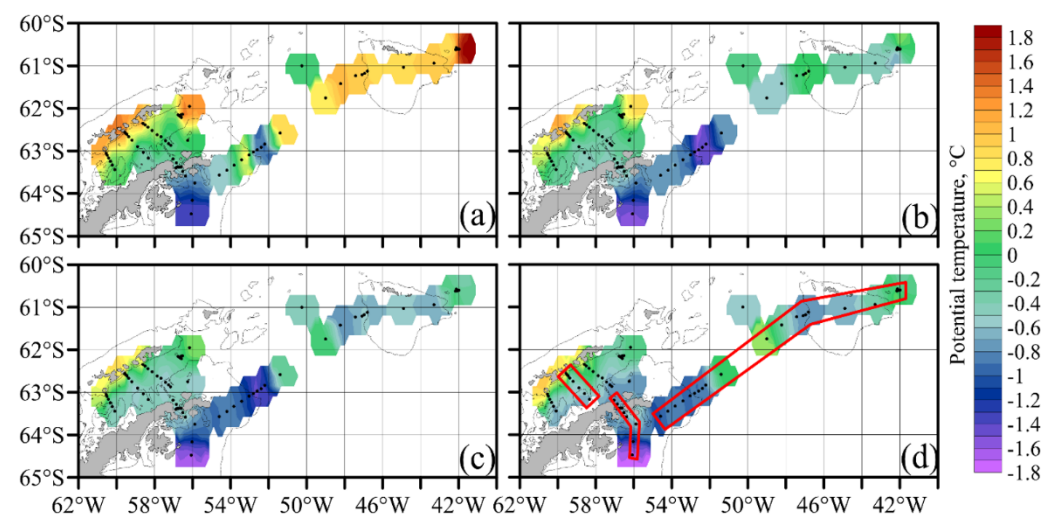 60°S
61°S
62°S
63°S
64°S
65°S
(a)
(b)
60°S
61°S
62°S
63°S
64°S
65°S
(c)
(d)
62°W 58°W 54°W 50°W 46°W 42°W
62°W 58°W 54°W 50°W 46°W 42°W
1.8
1.6
1.4
1.2
1
0.8
0.6
0.4
0.2
0
-0.2
-0.4
-0.6
-0.8
-1
-1.2
-1.4
-1.6
-1.8
Potential temperature, °C